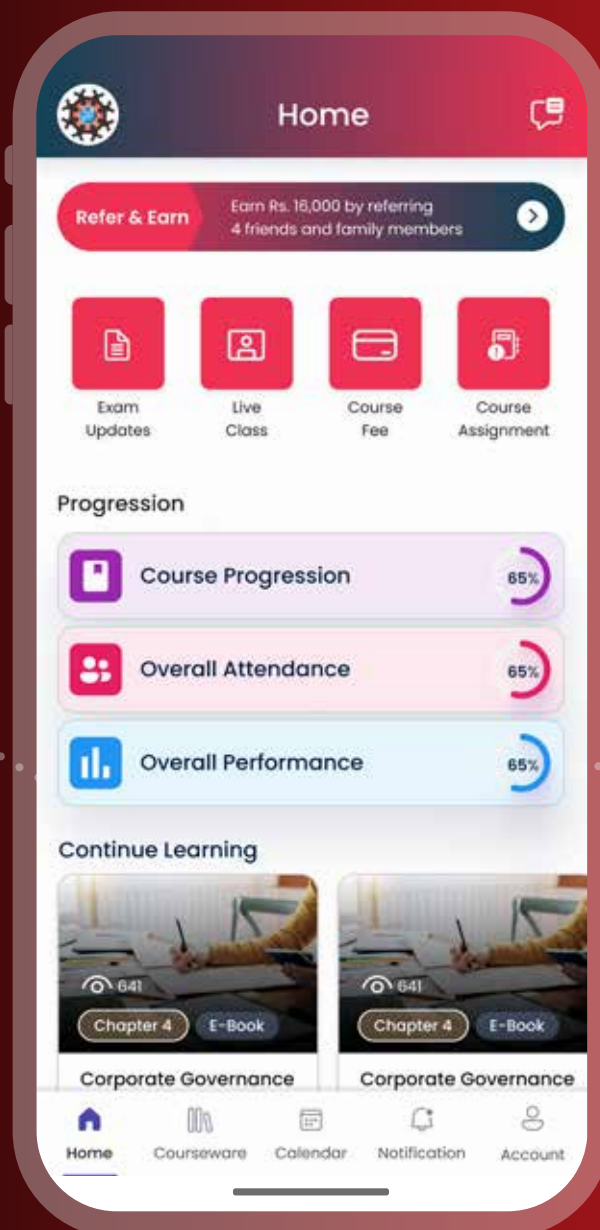 Home
Refer & Earn
Earn Rs. 16,000 by referring
4 friends and family members
Exam
Updates
Live
Class
Course
Fee
Course
Assignment
Progression
Course Progression
65%
Overall Attendance
65%
Overall Performance
65%
Continue Learning
641
Chapter 4
E-Book
Corporate Governance
641
Chapter 4
E-Book
Corporate Governance
Home
Courseware
Calendar
Notification
Account